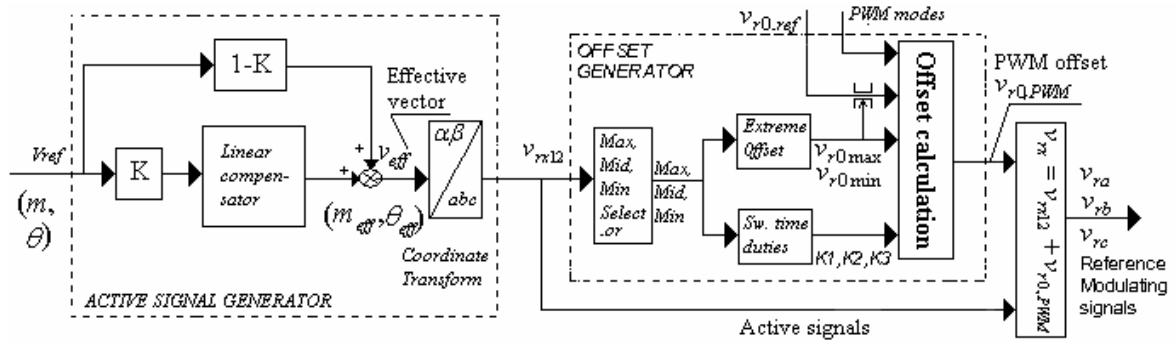 1-K
Vref
(m,
θ)
K
Linear
compen-
sator
+
+
Effective
vector
v_eff
(m_eff, θ_eff)
α,β
abc
Coordinate
Transform
ACTIVE SIGNAL GENERATOR
v_rx12
OFFSET
GENERATOR
v_r0.ref
PWM modes
Max,
Mid,
Min
Select
.or
Max,
Mid,
Min
Extreme
Offset
v_r0max
v_r0min
Sw. time
duties
K1,K2,K3
Offset calculation
PWM offset
v_r0,PWM
Active signals
v_rx = v_rx12 + v_r0,PWM
v_ra
v_rb
v_rc
Reference
Modulating
signals